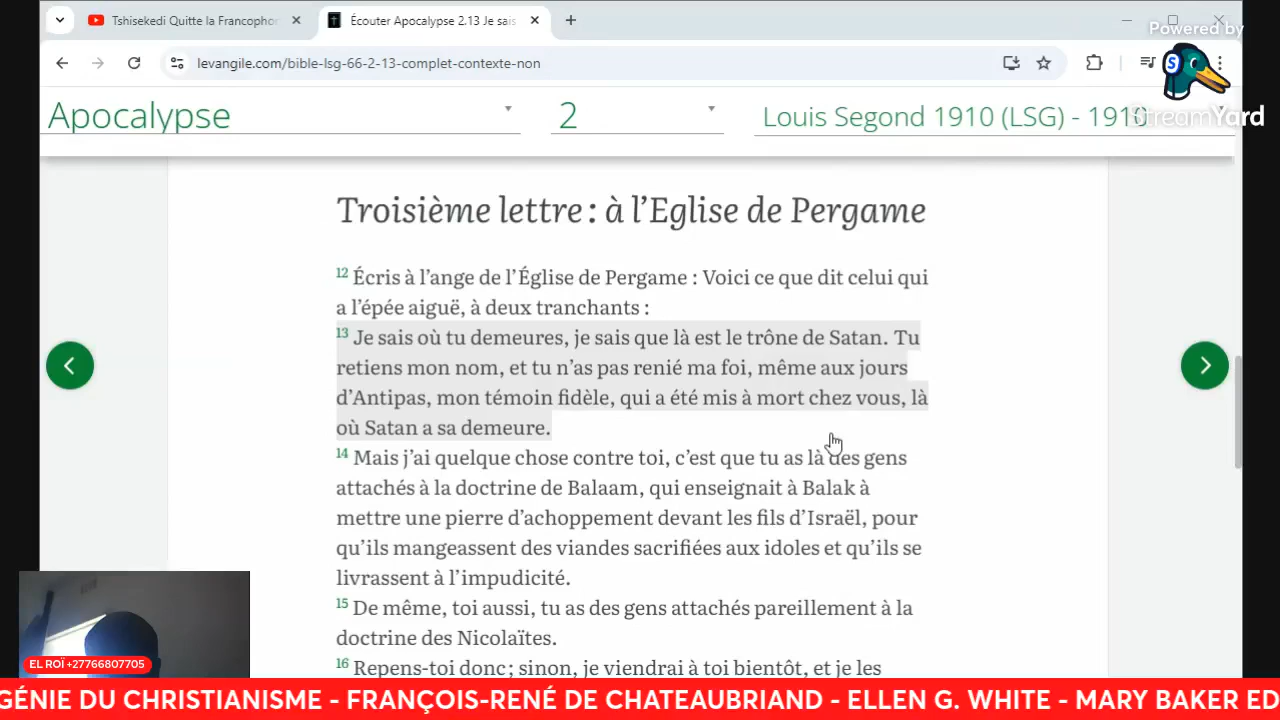 Tshisekedi Quitte la Francophon
Écouter Apocalypse 2.13 Je sais
Powered by
levangile.com/bible-lsg-66-2-13-complet-contexte-non
S
StreamYard
Apocalypse
2
Louis Segond 1910 (LSG) - 1910
Troisième lettre : à l’Eglise de Pergame
12 Écris à l’ange de l’Église de Pergame : Voici ce que dit celui qui
a l’épée aiguë, à deux tranchants :
13 Je sais où tu demeures, je sais que là est le trône de Satan. Tu
retiens mon nom, et tu n’as pas renié ma foi, même aux jours
d’Antipas, mon témoin fidèle, qui a été mis à mort chez vous, là
où Satan a sa demeure.
14 Mais j’ai quelque chose contre toi, c’est que tu as là des gens
attachés à la doctrine de Balaam, qui enseignait à Balak à
mettre une pierre d’achoppement devant les fils d’Israël, pour
qu’ils mangeassent des viandes sacrifiées aux idoles et qu’ils se
livrassent à l’impudicité.
15 De même, toi aussi, tu as des gens attachés pareillement à la
doctrine des Nicolaïtes.
16 Repens-toi donc ; sinon, je viendrai à toi bientôt, et je les
EL ROÏ +27766807705
GÉNIE DU CHRISTIANISME - FRANÇOIS-RENÉ DE CHATEAUBRIAND - ELLEN G. WHITE - MARY BAKER ED